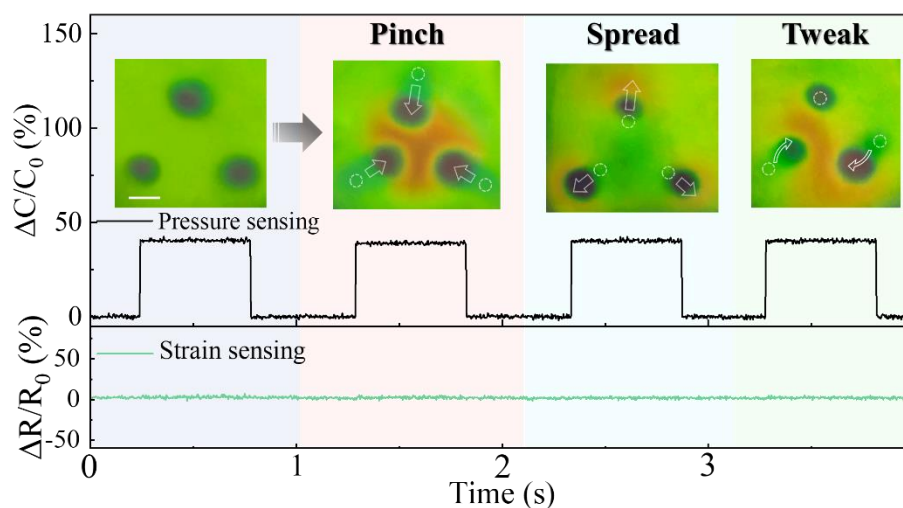 Pinch
Spread
Tweak
150
100
50
0
ΔC/C₀ (%)
Pressure sensing
50
0
-50
ΔR/R₀ (%)
Strain sensing
0
1
2
3
Time (s)